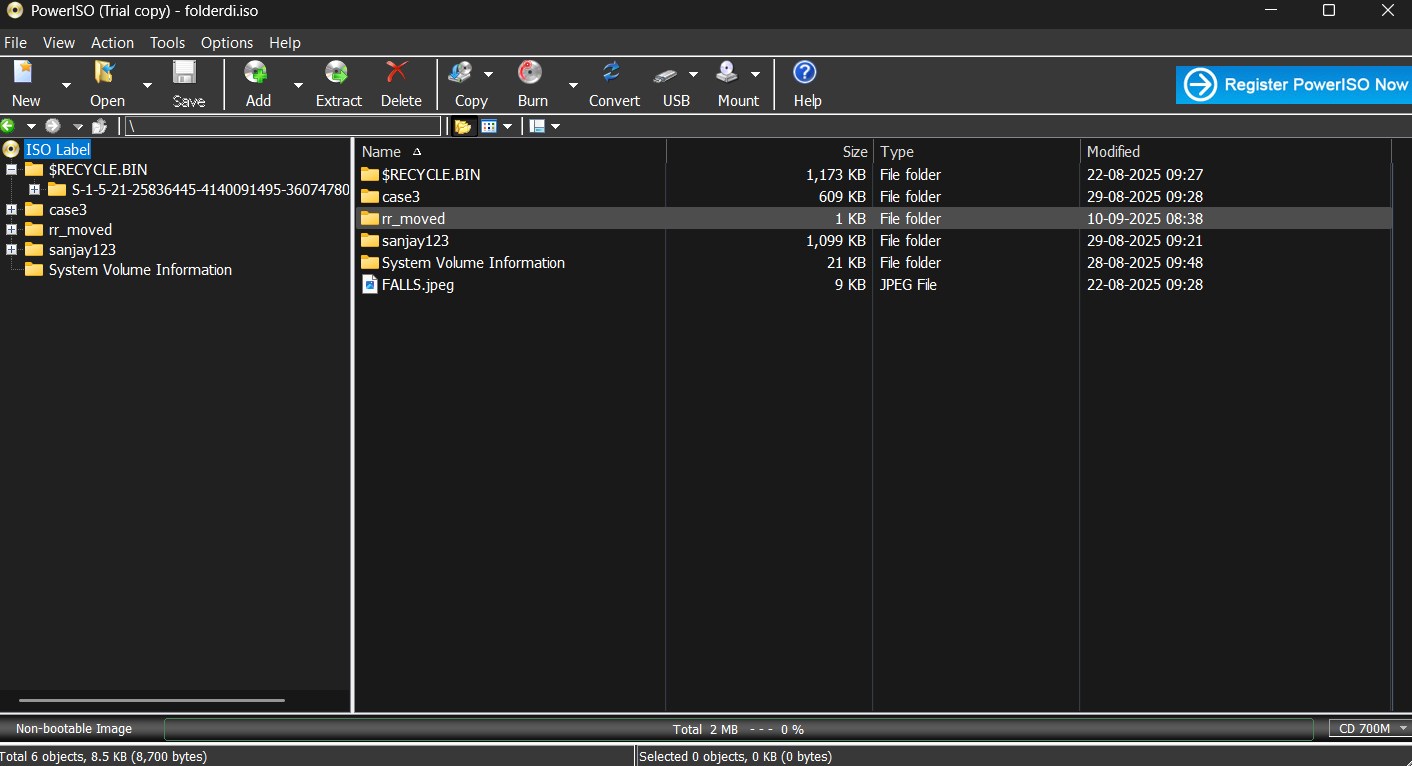 PowerISO (Trial copy) - folderdi.iso
File View Action Tools Options Help
New Open Save Add Extract Delete Copy Burn Convert USB Mount Help
Register PowerISO Now
\
ISO Label
$RECYCLE.BIN
S-1-5-21-25836445-4140091495-36074780
case3
rr_moved
sanjay123
System Volume Information
Name Size Type Modified
$RECYCLE.BIN 1,173 KB File folder 22-08-2025 09:27
case3 609 KB File folder 29-08-2025 09:28
rr_moved 1 KB File folder 10-09-2025 08:38
sanjay123 1,099 KB File folder 29-08-2025 09:21
System Volume Information 21 KB File folder 28-08-2025 09:48
FALLS.jpeg 9 KB JPEG File 22-08-2025 09:28
Non-bootable Image Total 2 MB - - - 0 % CD 700M
Total 6 objects, 8.5 KB (8,700 bytes) Selected 0 objects, 0 KB (0 bytes)